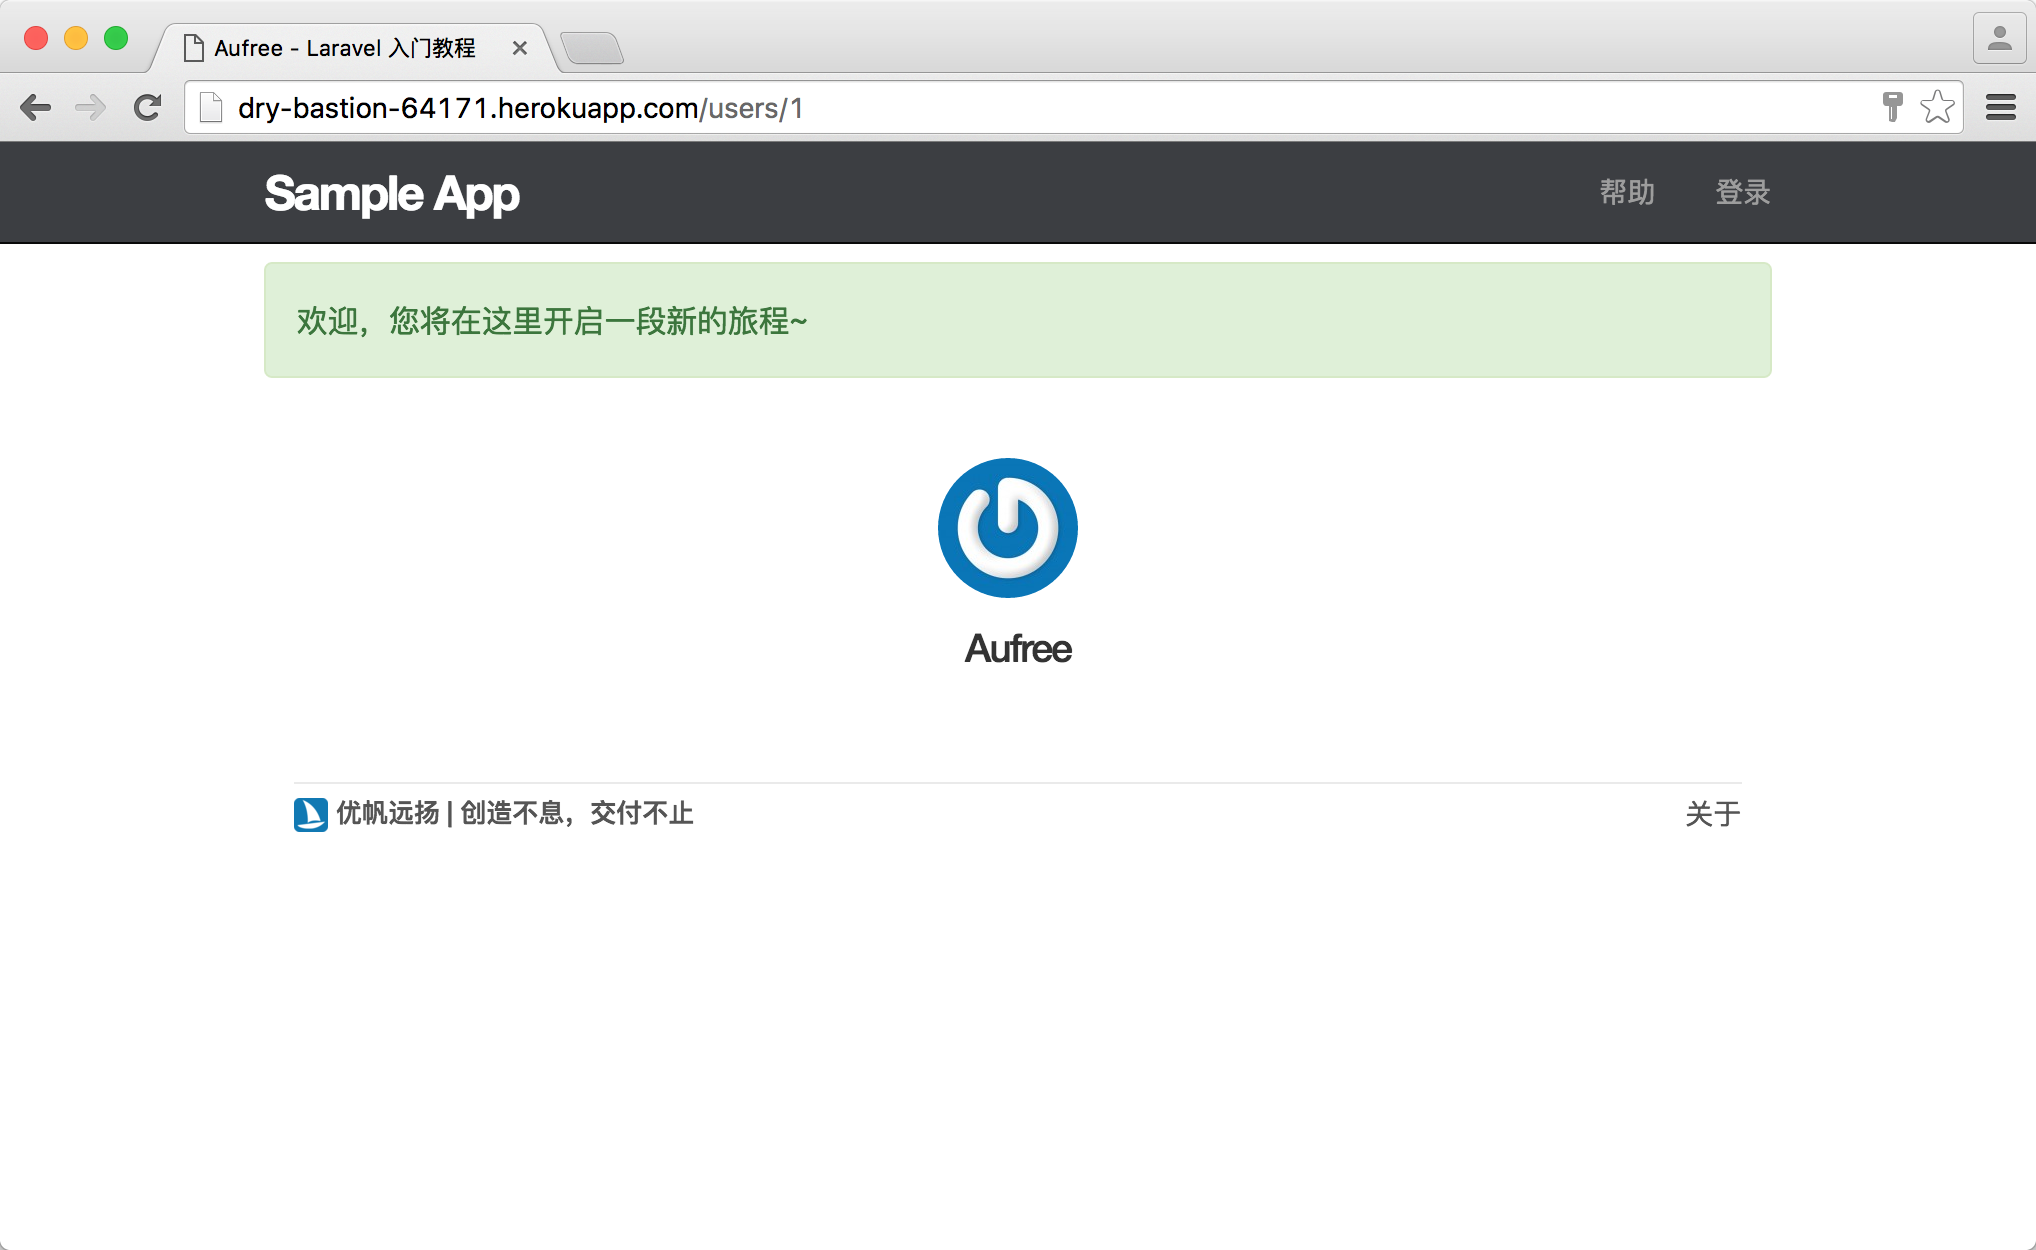 Aufree - Laravel 入门教程
dry-bastion-64171.herokuapp.com/users/1
Sample App
帮助
登录
欢迎，您将在这里开启一段新的旅程~
Aufree
优帆远扬 | 创造不息，交付不止
关于